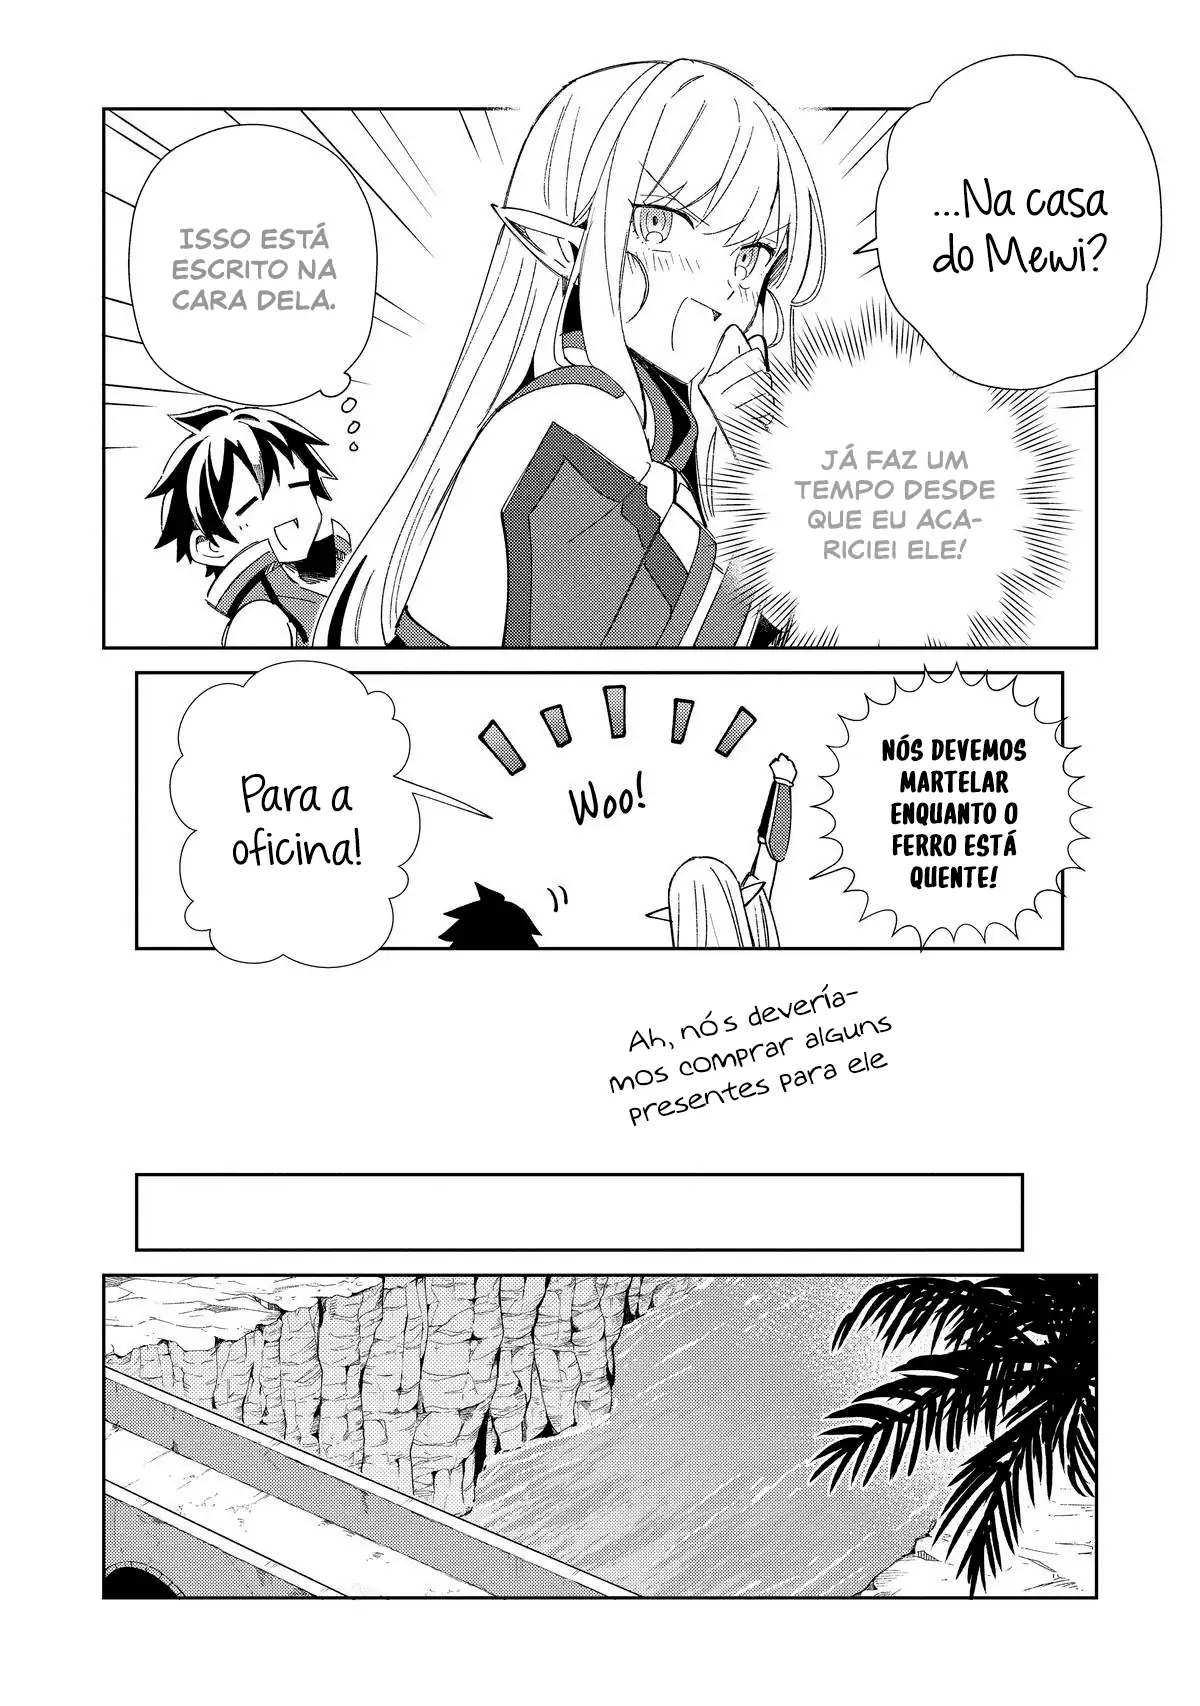 ...Na casa
do Mewi?
JÁ FAZ UM
TEMPO DESDE
QUE EU ACA-
RICIEI ELE!
ISSO ESTÁ
ESCRITO NA
CARA DELA.
NÓS DEVEMOS
MARTELAR
ENQUANTO O
FERRO ESTÁ
QUENTE!
Woo!
Para a
oficina!
Ah, nós devería-
mos comprar alguns
presentes para ele